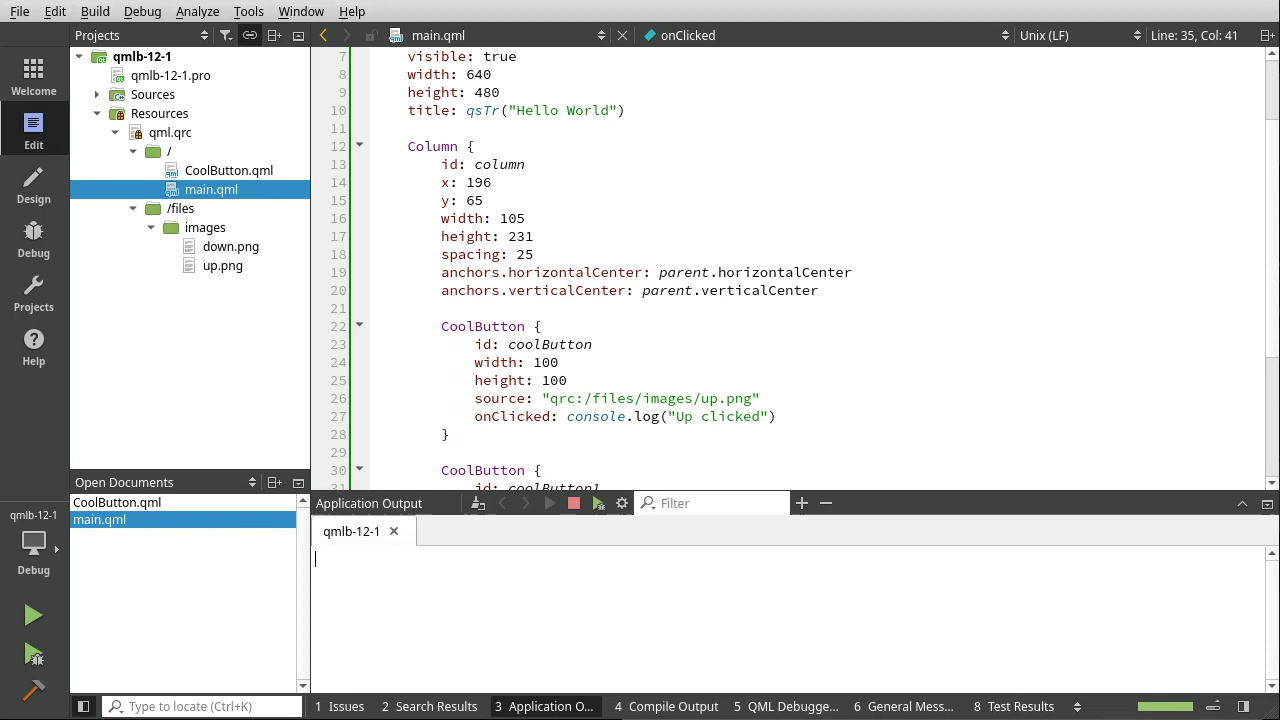 File Edit Build Debug Analyze Tools Window Help
Projects
main.qml
onClicked
Unix (LF)
Line: 35, Col: 41
Welcome
Edit
Design
Debug
Projects
Help
qmlb-12-1
qmlb-12-1.pro
Sources
Resources
qml.qrc
/
CoolButton.qml
main.qml
/files
images
down.png
up.png
7 visible: true
8 width: 640
9 height: 480
10 title: qsTr("Hello World")
11
12 Column {
13 id: column
14 x: 196
15 y: 65
16 width: 105
17 height: 231
18 spacing: 25
19 anchors.horizontalCenter: parent.horizontalCenter
20 anchors.verticalCenter: parent.verticalCenter
21
22 CoolButton {
23 id: coolButton
24 width: 100
25 height: 100
26 source: "qrc:/files/images/up.png"
27 onClicked: console.log("Up clicked")
28 }
29
30 CoolButton {
31 id: coolButton1
Open Documents
CoolButton.qml
main.qml
Application Output
Filter
qmlb-12-1
qmlb-12-1
Debug
Type to locate (Ctrl+K)
1 Issues
2 Search Results
3 Application O...
4 Compile Output
5 QML Debugge...
6 General Mess...
8 Test Results